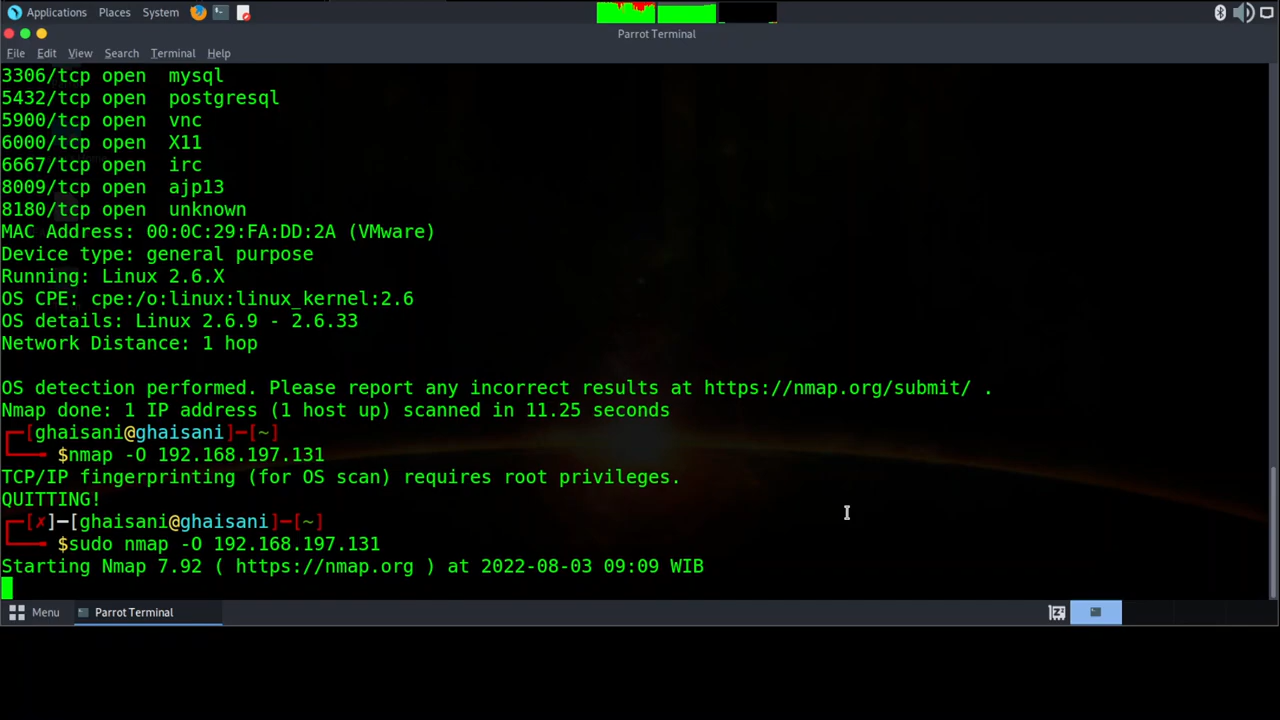 Applications Places System
Parrot Terminal
File Edit View Search Terminal Help
3306/tcp open  mysql
5432/tcp open  postgresql
5900/tcp open  vnc
6000/tcp open  X11
6667/tcp open  irc
8009/tcp open  ajp13
8180/tcp open  unknown
MAC Address: 00:0C:29:FA:DD:2A (VMware)
Device type: general purpose
Running: Linux 2.6.X
OS CPE: cpe:/o:linux:linux_kernel:2.6
OS details: Linux 2.6.9 - 2.6.33
Network Distance: 1 hop
OS detection performed. Please report any incorrect results at https://nmap.org/submit/ .
Nmap done: 1 IP address (1 host up) scanned in 11.25 seconds
┌─[ghaisani@ghaisani]─[~]
└──╼ $nmap -O 192.168.197.131
TCP/IP fingerprinting (for OS scan) requires root privileges.
QUITTING!
┌─[✗]─[ghaisani@ghaisani]─[~]
└──╼ $sudo nmap -O 192.168.197.131
Starting Nmap 7.92 ( https://nmap.org ) at 2022-08-03 09:09 WIB
Menu Parrot Terminal